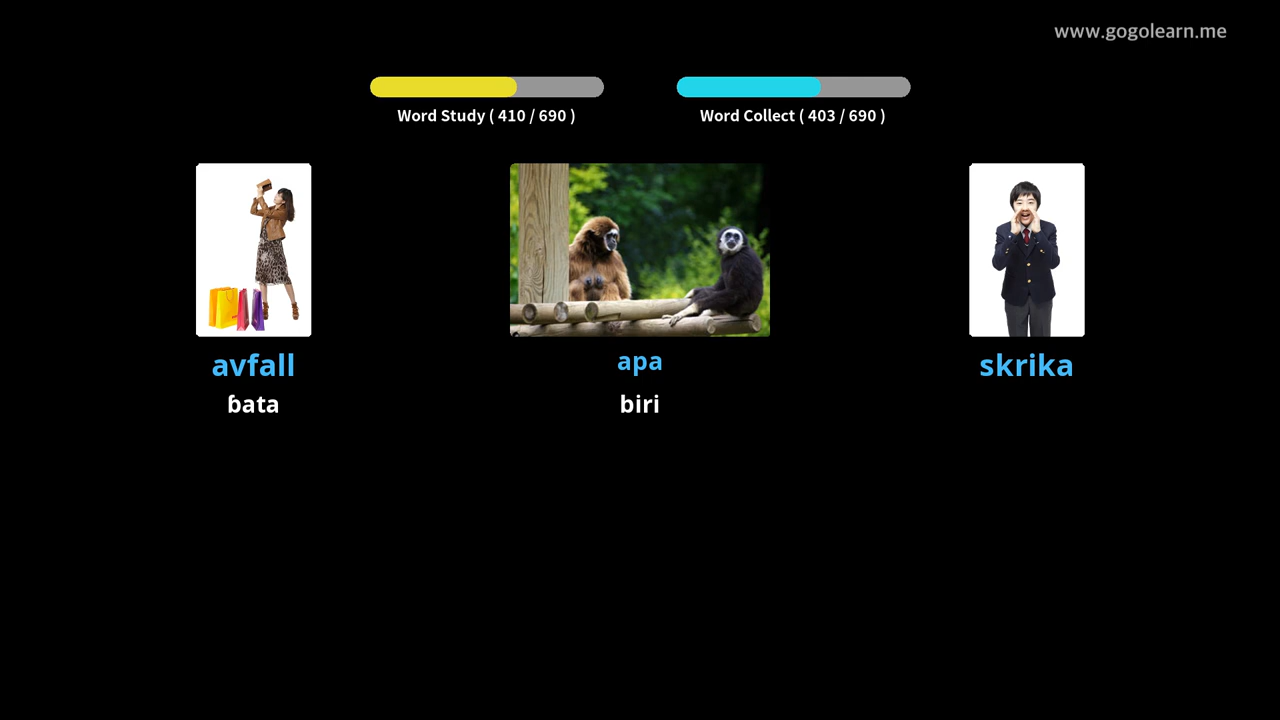 www.gogolearn.me
Word Study ( 410 / 690 )
Word Collect ( 403 / 690 )
avfall
ɓata
apa
biri
skrika